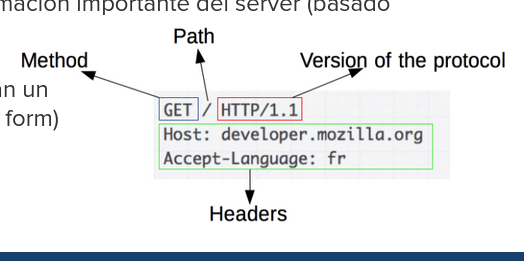 mación importante del server (basado
Path
Method
Version of the protocol
an un
form)
GET / HTTP/1.1
Host: developer.mozilla.org
Accept-Language: fr
Headers